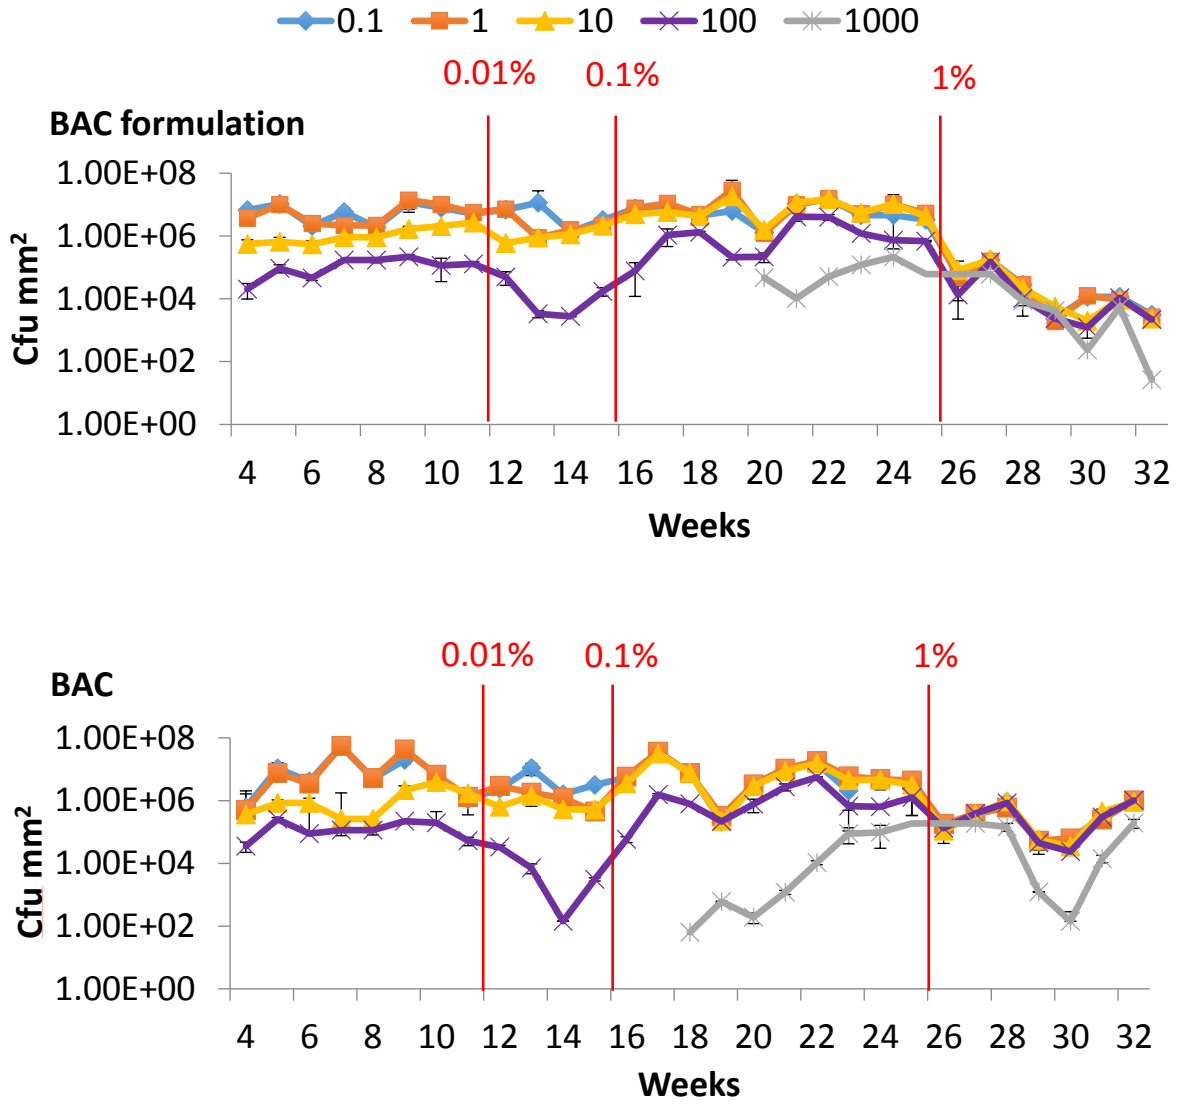 0.1 1 10 100 1000
0.01% 0.1% 1%
BAC formulation
1.00E+08
1.00E+06
1.00E+04
1.00E+02
1.00E+00
Cfu mm²
4 6 8 10 12 14 16 18 20 22 24 26 28 30 32
Weeks
0.01% 0.1% 1%
BAC
1.00E+08
1.00E+06
1.00E+04
1.00E+02
1.00E+00
Cfu mm²
4 6 8 10 12 14 16 18 20 22 24 26 28 30 32
Weeks